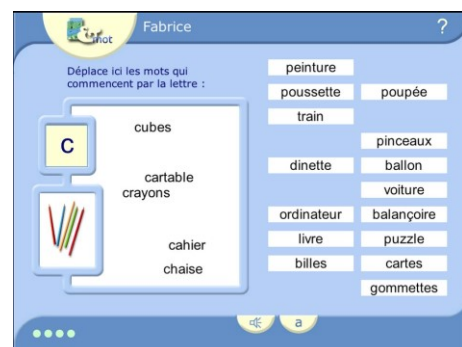 mot
Fabrice
?
Déplace ici les mots qui
commencent par la lettre :
C
cubes
cartable
crayons
cahier
chaise
peinture
poussette poupée
train
pinceaux
dinette ballon
voiture
ordinateur balançoire
livre puzzle
billes cartes
gommettes
a